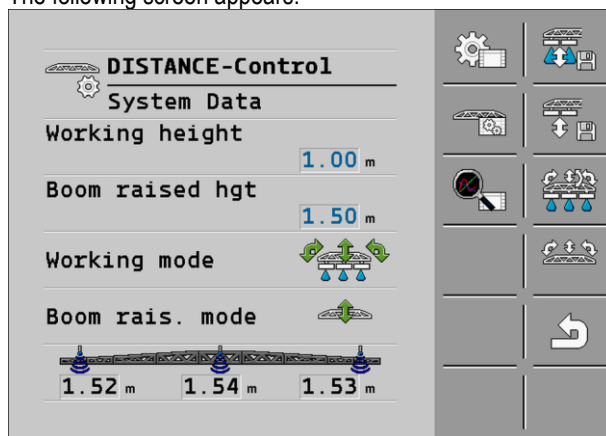 The following screen appears:
DISTANCE-Control
System Data
Working height
1.00 m
Boom raised hgt
1.50 m
Working mode
Boom rais. mode
1.52 m 1.54 m 1.53 m